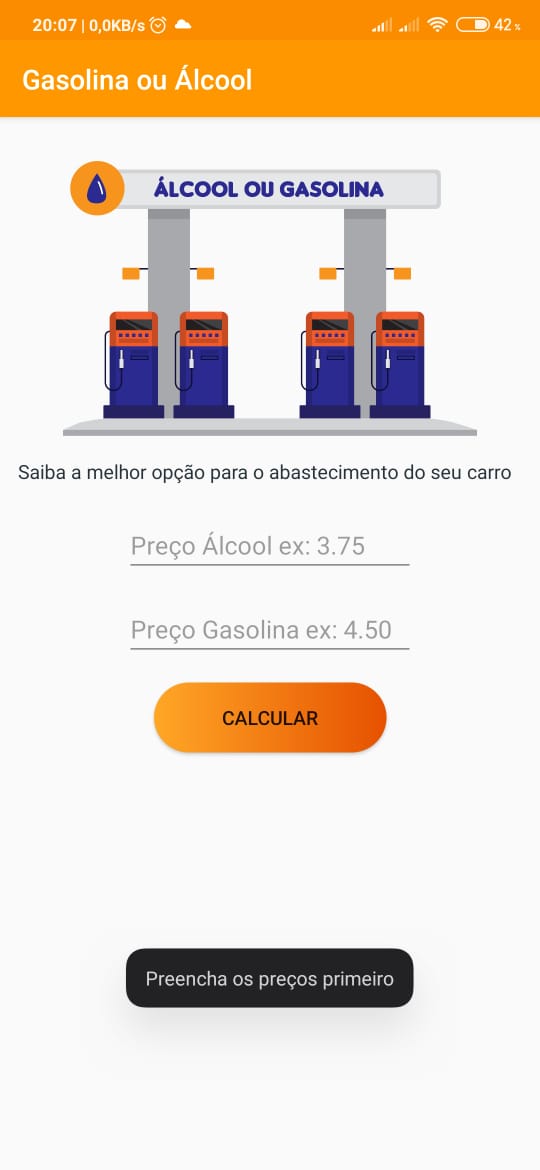 20:07 | 0,0KB/s 42 %
Gasolina ou Álcool
ÁLCOOL OU GASOLINA
Saiba a melhor opção para o abastecimento do seu carro
Preço Álcool ex: 3.75
Preço Gasolina ex: 4.50
CALCULAR
Preencha os preços primeiro